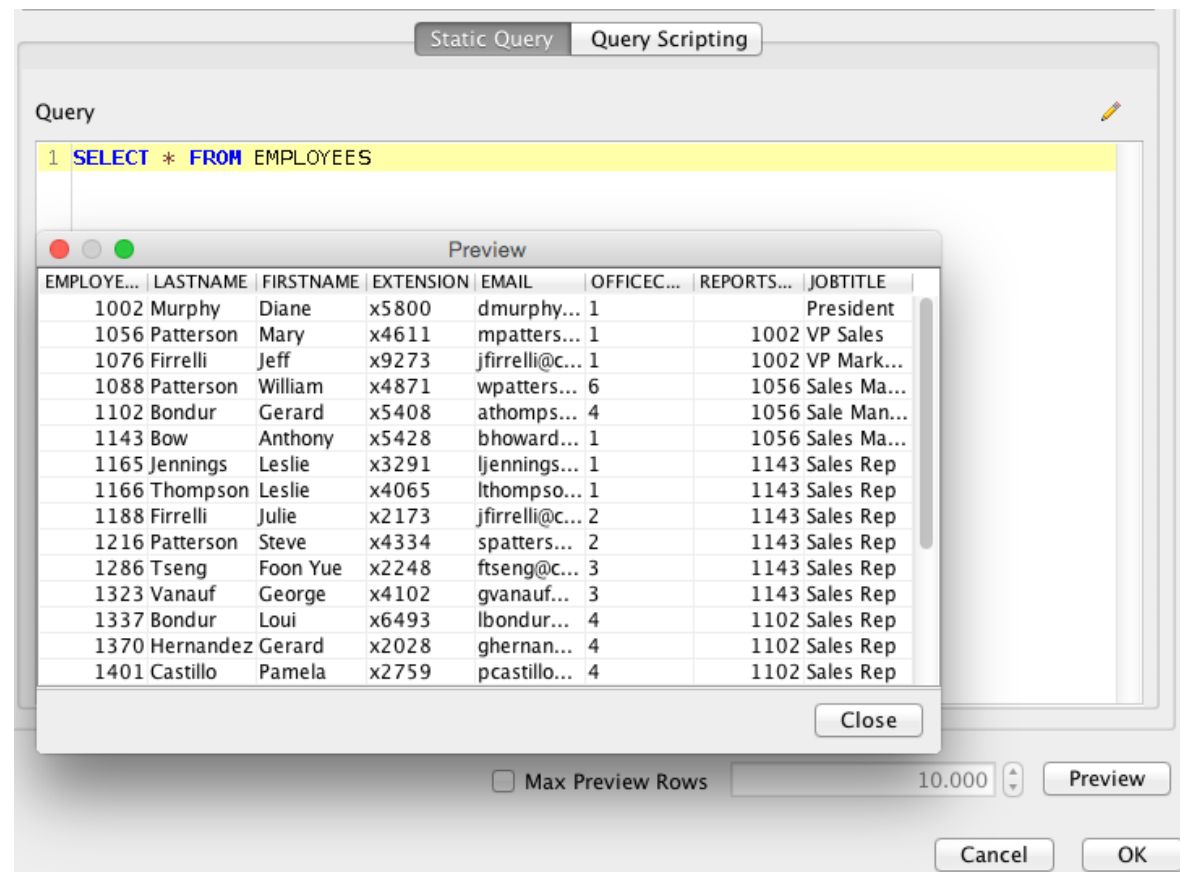 Static Query Query Scripting
Query
1 SELECT * FROM EMPLOYEES
Preview
EMPLOYE... LASTNAME FIRSTNAME EXTENSION EMAIL OFFICEC... REPORTS... JOBTITLE
1002 Murphy Diane x5800 dmurphy... 1 President
1056 Patterson Mary x4611 mpatters... 1 1002 VP Sales
1076 Firrelli Jeff x9273 jfirrelli@c... 1 1002 VP Mark...
1088 Patterson William x4871 wpatters... 6 1056 Sales Ma...
1102 Bondur Gerard x5408 athomps... 4 1056 Sale Man...
1143 Bow Anthony x5428 bhoward... 1 1056 Sales Ma...
1165 Jennings Leslie x3291 ljennings... 1 1143 Sales Rep
1166 Thompson Leslie x4065 lthompso... 1 1143 Sales Rep
1188 Firrelli Julie x2173 jfirrelli@c... 2 1143 Sales Rep
1216 Patterson Steve x4334 spatters... 2 1143 Sales Rep
1286 Tseng Foon Yue x2248 ftseng@c... 3 1143 Sales Rep
1323 Vanauf George x4102 gvanauf... 3 1143 Sales Rep
1337 Bondur Loui x6493 lbondur... 4 1102 Sales Rep
1370 Hernandez Gerard x2028 ghernan... 4 1102 Sales Rep
1401 Castillo Pamela x2759 pcastillo... 4 1102 Sales Rep
Close
Max Preview Rows 10.000 Preview
Cancel OK